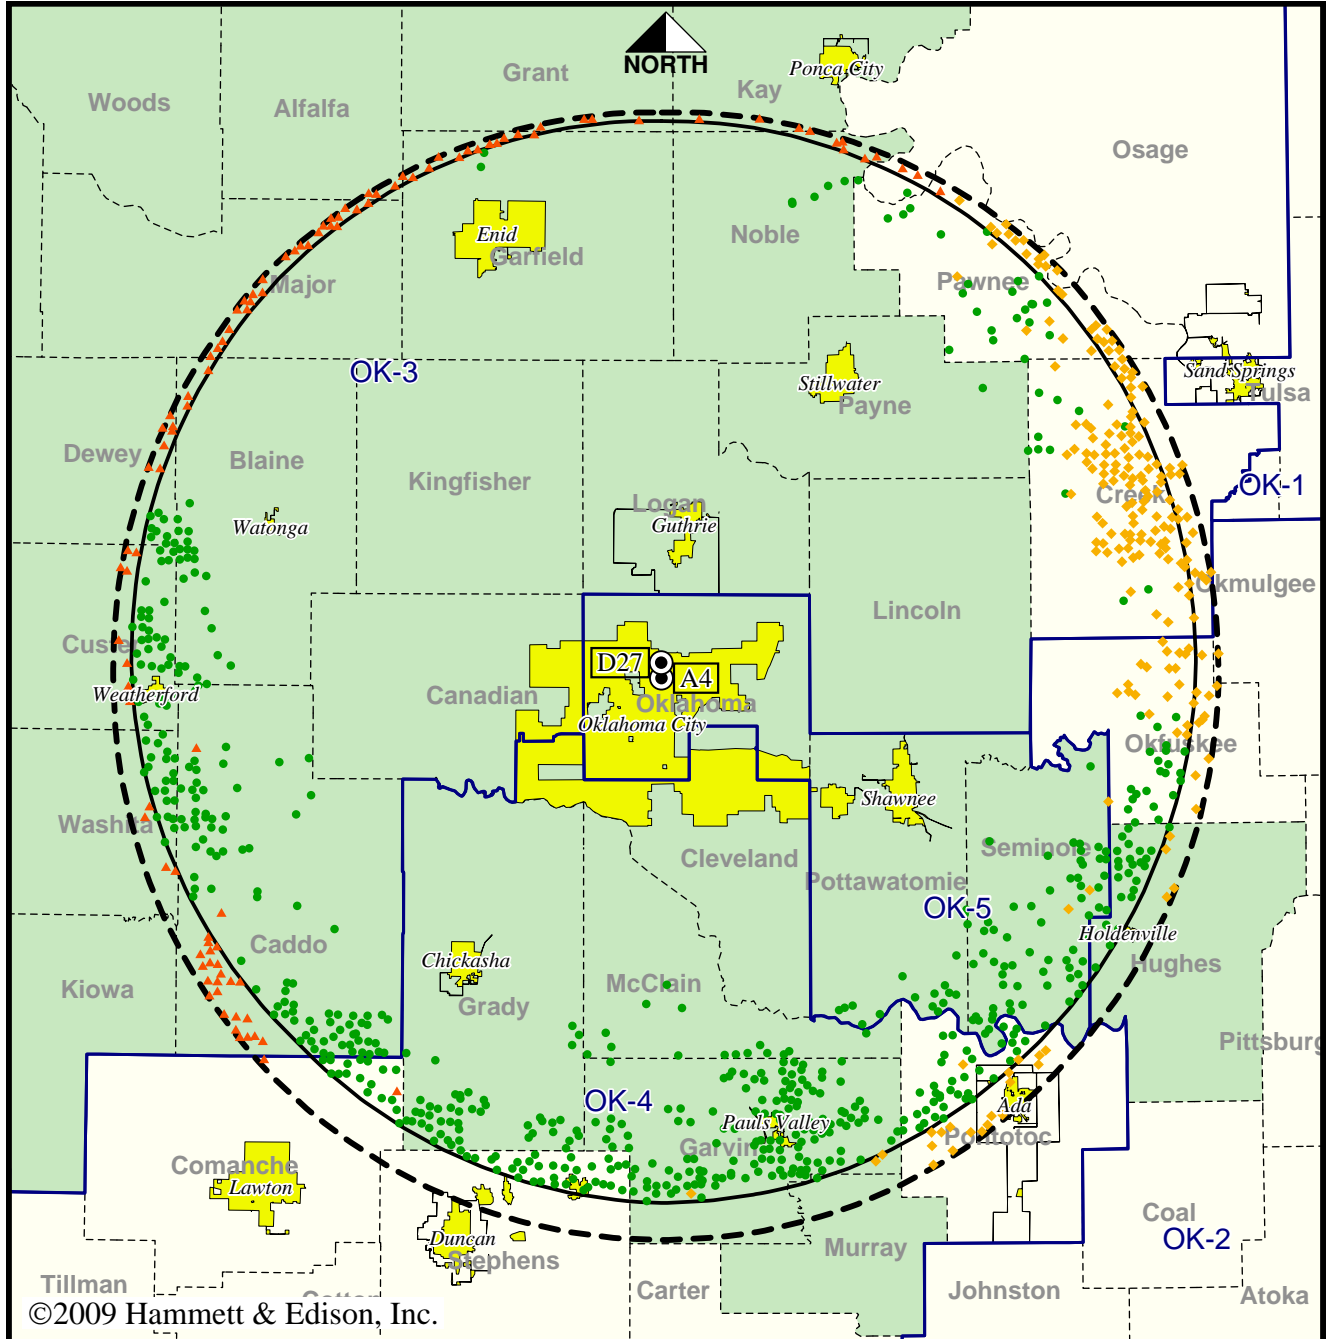 NORTH
Ponca City
Grant
Kay
Woods
Alfalfa
Osage
Enid
Garfield
Noble
Major
Pawnee
OK-3
Stillwater
Payne
Sand Springs
Tulsa
Dewey
Blaine
Kingfisher
Logan
Guthrie
Watonga
Creek
OK-1
Okmulgee
Lincoln
Custer
D27
A4
Weatherford
Canadian
Oklahoma
Oklahoma City
Okfuskee
Shawnee
Washita
Cleveland
Seminole
Pottawatomie
OK-5
Holdenville
Caddo
Chickasha
Hughes
Kiowa
Grady
McClain
Pittsburg
OK-4
Pauls Valley
Ada
Garvin
Pontotoc
Comanche
Lawton
Coal
OK-2
Duncan
Stephens
Murray
Tillman
Carter
Johnston
Atoka
©2009 Hammett & Edison, Inc.